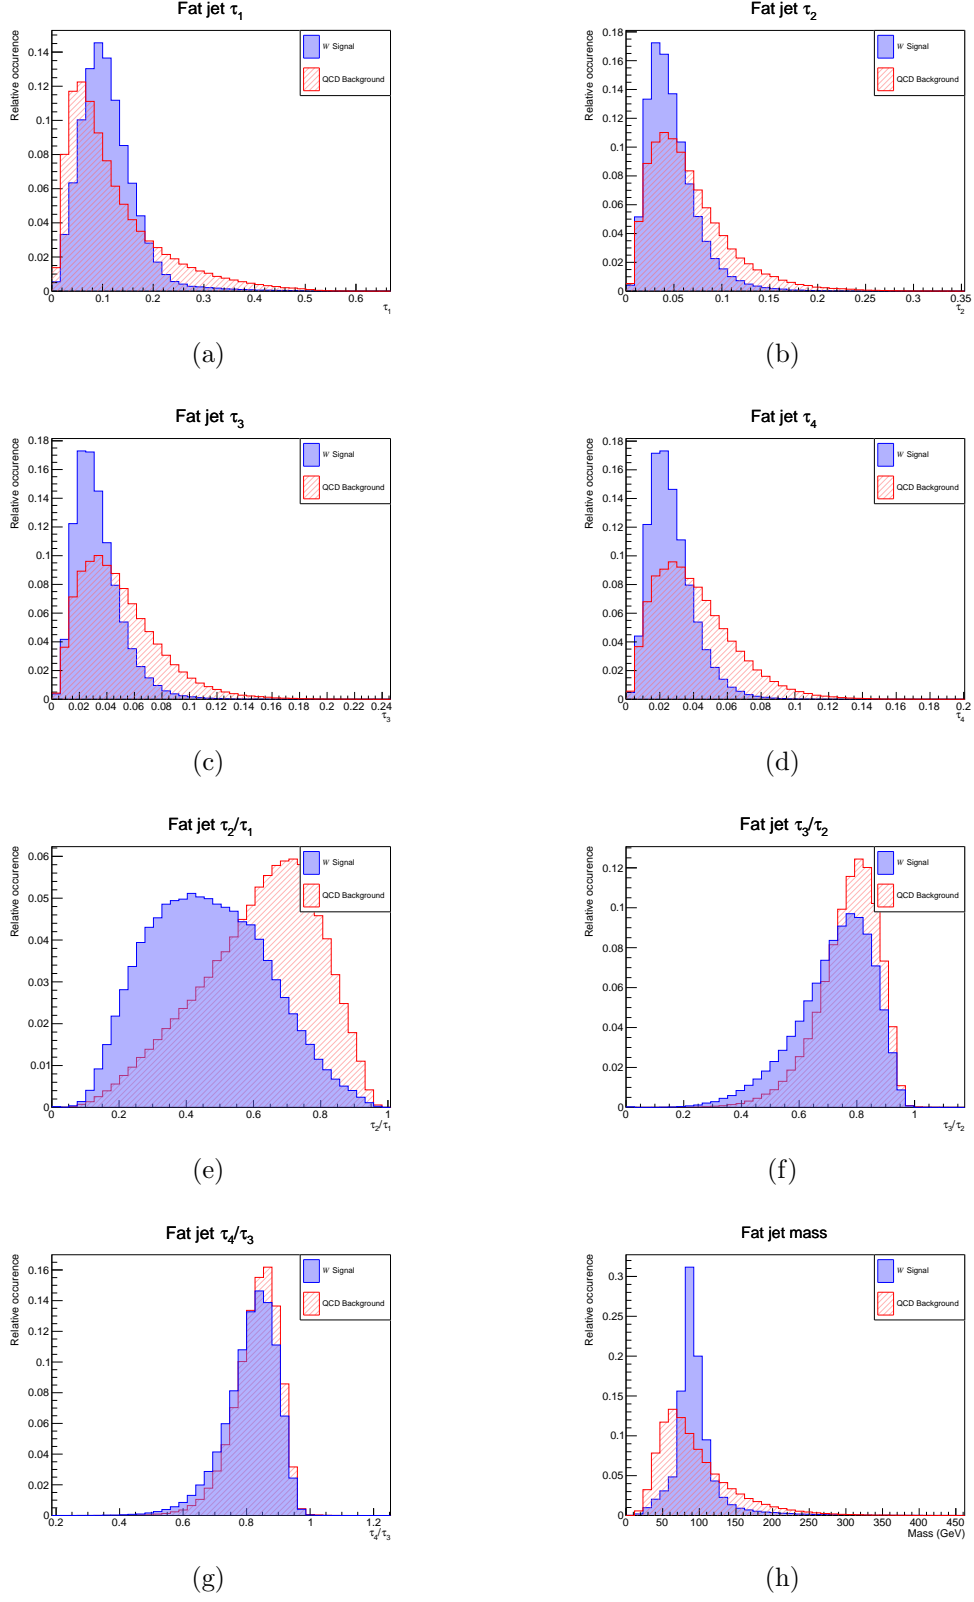 Fat jet τ1
Relative occurence
W Signal
QCD Background
0.14
0.12
0.1
0.08
0.06
0.04
0.02
0
0 0.1 0.2 0.3 0.4 0.5 0.6
τ1
(a)
Fat jet τ2
Relative occurence
W Signal
QCD Background
0.18
0.16
0.14
0.12
0.1
0.08
0.06
0.04
0.02
0
0 0.05 0.1 0.15 0.2 0.25 0.3 0.35
τ2
(b)
Fat jet τ3
Relative occurence
W Signal
QCD Background
0.18
0.16
0.14
0.12
0.1
0.08
0.06
0.04
0.02
0
0 0.02 0.04 0.06 0.08 0.1 0.12 0.14 0.16 0.18 0.2 0.22 0.24
τ3
(c)
Fat jet τ4
Relative occurence
W Signal
QCD Background
0.18
0.16
0.14
0.12
0.1
0.08
0.06
0.04
0.02
0
0 0.02 0.04 0.06 0.08 0.1 0.12 0.14 0.16 0.18 0.2
τ4
(d)
Fat jet τ2/τ1
Relative occurence
W Signal
QCD Background
0.06
0.05
0.04
0.03
0.02
0.01
0
0 0.2 0.4 0.6 0.8 1
τ2/τ1
(e)
Fat jet τ3/τ2
Relative occurence
W Signal
QCD Background
0.12
0.1
0.08
0.06
0.04
0.02
0
0 0.2 0.4 0.6 0.8 1
τ3/τ2
(f)
Fat jet τ4/τ3
Relative occurence
W Signal
QCD Background
0.16
0.14
0.12
0.1
0.08
0.06
0.04
0.02
0
0.2 0.4 0.6 0.8 1 1.2
τ4/τ3
(g)
Fat jet mass
Relative occurence
W Signal
QCD Background
0.3
0.25
0.2
0.15
0.1
0.05
0
0 50 100 150 200 250 300 350 400 450
Mass (GeV)
(h)